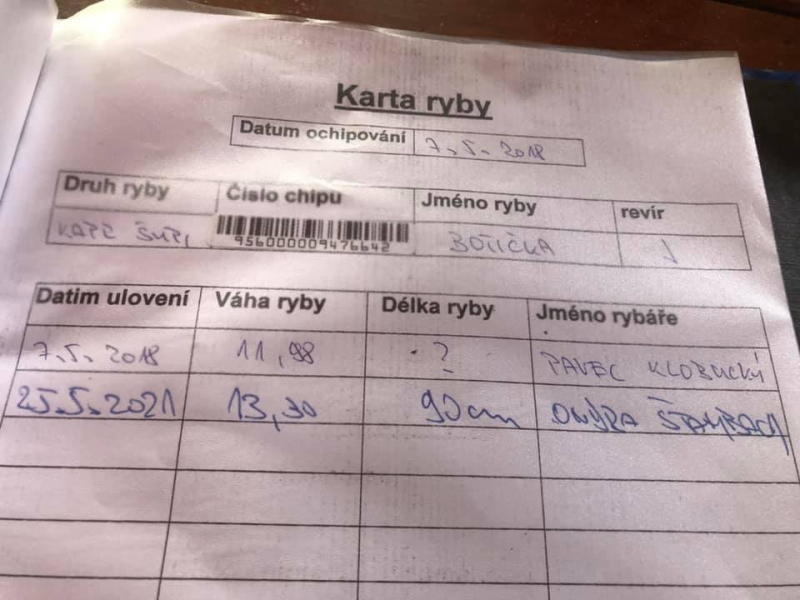 Karta ryby
Datum ochipování 7.5. 2018
Druh ryby Číslo chipu Jméno ryby revír
KAPR ŠUPI 956000009476642 1
Datim ulovení Váha ryby Délka ryby Jméno rybáře
7.5. 2018 11,98 ? PAVEL KLOBUCKÝ
25.5.2021 13,30 90cm